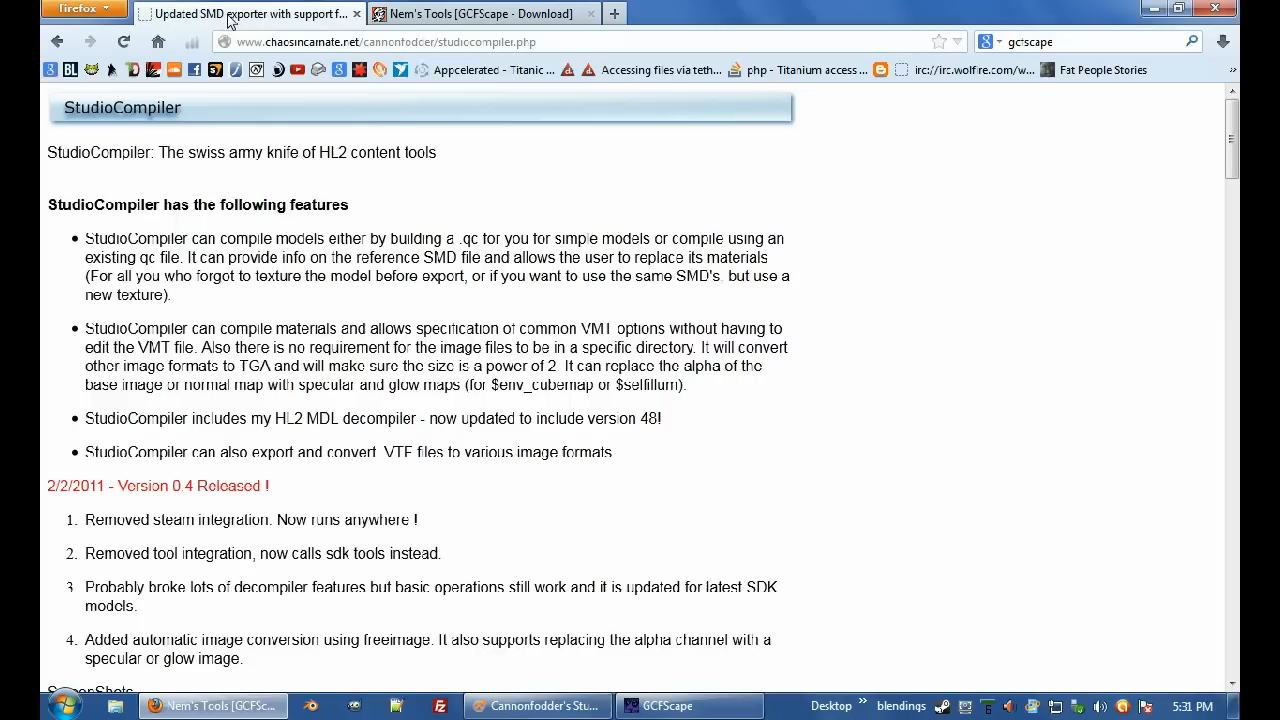 Firefox
Updated SMD exporter with support f...
Nem's Tools [GCFScape - Download]
www.chaosincarnate.net/cannonfodder/studiocompiler.php
gcfscape
Appcelerated - Titanic ...
Accessing files via teth...
php - Titanium access ...
irc://irc.wolfire.com/w...
Fat People Stories
StudioCompiler
StudioCompiler: The swiss army knife of HL2 content tools
StudioCompiler has the following features
• StudioCompiler can compile models either by building a .qc for you for simple models or compile using an
existing qc file. It can provide info on the reference SMD file and allows the user to replace its materials
(For all you who forgot to texture the model before export, or if you want to use the same SMD's, but use a
new texture).
• StudioCompiler can compile materials and allows specification of common VMT options without having to
edit the VMT file. Also there is no requirement for the image files to be in a specific directory. It will convert
other image formats to TGA and will make sure the size is a power of 2. It can replace the alpha of the
base image or normal map with specular and glow maps (for $env_cubemap or $selfillum).
• StudioCompiler includes my HL2 MDL decompiler - now updated to include version 48!
• StudioCompiler can also export and convert VTF files to various image formats
2/2/2011 - Version 0.4 Released !
1. Removed steam integration. Now runs anywhere !
2. Removed tool integration, now calls sdk tools instead.
3 Probably broke lots of decompiler features but basic operations still work and it is updated for latest SDK
models.
4. Added automatic image conversion using freeimage. It also supports replacing the alpha channel with a
specular or glow image.
ScreenShots
Nem's Tools [GCFSc...
Cannonfodder's Stu...
GCFScape
Desktop
blendings
5:31 PM